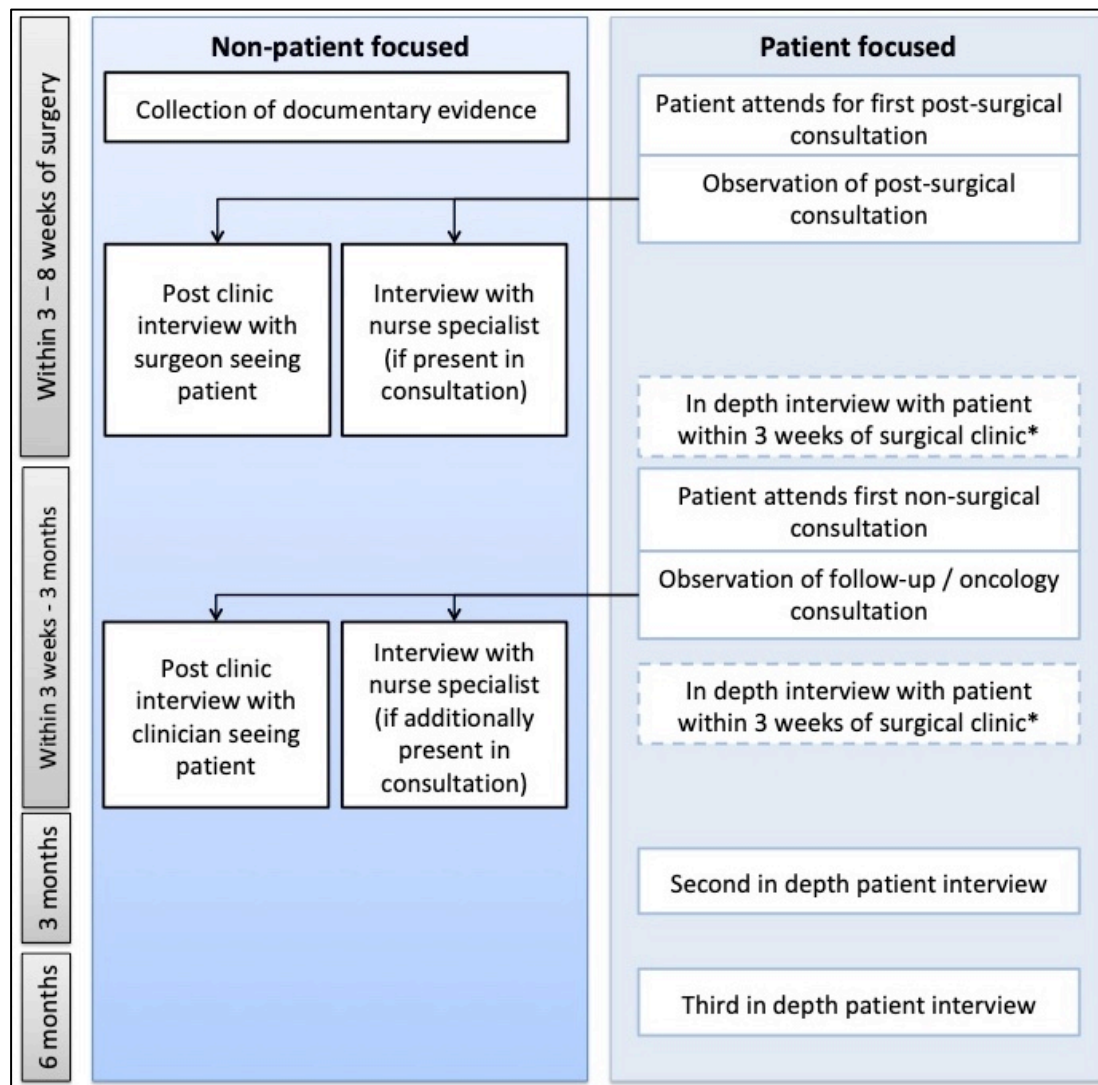 Non-patient focused
Patient focused
Within 3 – 8 weeks of surgery
Collection of documentary evidence
Patient attends for first post-surgical
consultation
Observation of post-surgical
consultation
Post clinic
interview with
surgeon seeing
patient
Interview with
nurse specialist
(if present in
consultation)
In depth interview with patient
within 3 weeks of surgical clinic*
Within 3 weeks - 3 months
Patient attends first non-surgical
consultation
Observation of follow-up / oncology
consultation
Post clinic
interview with
clinician seeing
patient
Interview with
nurse specialist
(if additionally
present in
consultation)
In depth interview with patient
within 3 weeks of surgical clinic*
3 months
Second in depth patient interview
6 months
Third in depth patient interview